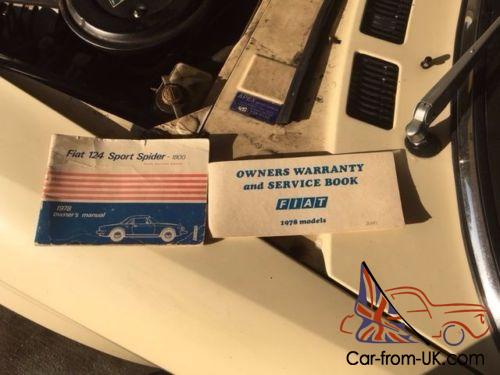 Fiat 124 Sport Spider - 1800
1978
owner's manual
OWNERS WARRANTY
and SERVICE BOOK
FIAT
1978 models
Car-from-UK.com